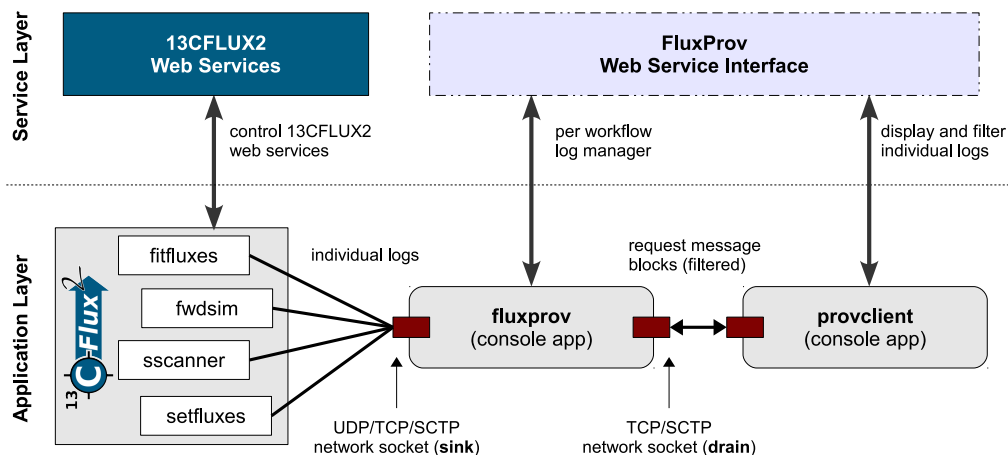 Service Layer
13CFLUX2
Web Services
FluxProv
Web Service Interface
control 13CFLUX2
web services
per workflow
log manager
display and filter
individual logs
Application Layer
13
C-Flux
2
fitfluxes
fwdsim
sscanner
setfluxes
individual logs
fluxprov
(console app)
request message
blocks (filtered)
provclient
(console app)
UDP/TCP/SCTP
network socket (sink)
TCP/SCTP
network socket (drain)